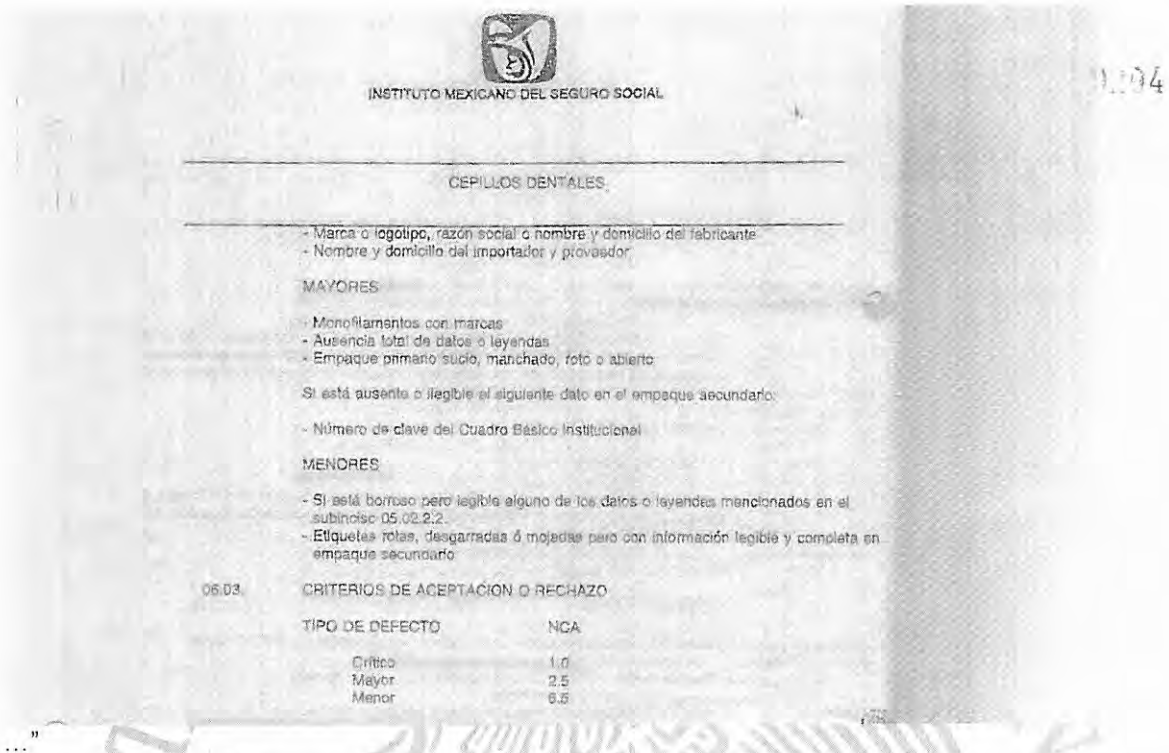 INSTITUTO MEXICANO DEL SEGURO SOCIAL
CEPILLOS DENTALES.
- Marca o logotipo, razón social o nombre y domicilio del fabricante
- Nombre y domicilio del importador y proveedor
MAYORES
- Monofilamentos con marcas
- Ausencia total de datos o leyendas
- Empaque primario sucio, manchado, roto o abierto
Si está ausente o ilegible el siguiente dato en el empaque secundario:
- Número de clave del Cuadro Básico Institucional
MENORES
- Si está borroso pero legible alguno de los datos o leyendas mencionados en el
subinciso 05.02.2.2.
- Etiquetas rotas, desgarradas ó mojadas pero con información legible y completa en
empaque secundario
06.03. CRITERIOS DE ACEPTACION O RECHAZO
TIPO DE DEFECTO NCA
Crítico 1.0
Mayor 2.5
Menor 6.5
..."